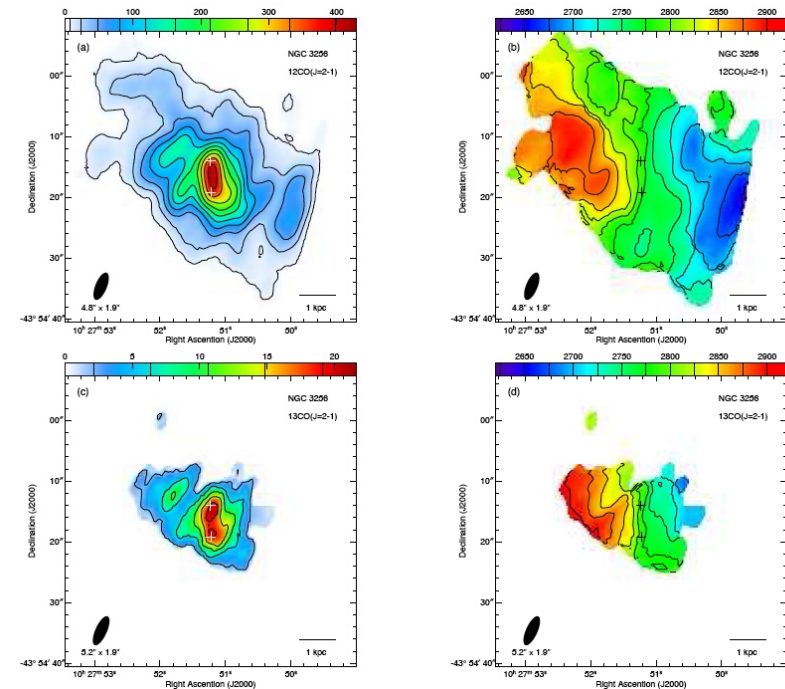 0 100 200 300 400
(a)
NGC 3256
12CO(J=2-1)
00"
10"
20"
30"
-43° 54' 40"
Declination (J2000)
4.8" x 1.9"
1 kpc
10ʰ 27ᵐ 53ˢ 52ˢ 51ˢ 50ˢ
Right Ascension (J2000)
2650 2700 2750 2800 2850 2900
(b)
NGC 3256
12CO(J=2-1)
00"
10"
20"
30"
-43° 54' 40"
Declination (J2000)
4.8" x 1.9"
1 kpc
10ʰ 27ᵐ 53ˢ 52ˢ 51ˢ 50ˢ
Right Ascension (J2000)
0 5 10 15 20
(c)
NGC 3256
13CO(J=2-1)
00"
10"
20"
30"
-43° 54' 40"
Declination (J2000)
5.2" x 1.9"
1 kpc
10ʰ 27ᵐ 53ˢ 52ˢ 51ˢ 50ˢ
Right Ascension (J2000)
2650 2700 2750 2800 2850 2900
(d)
NGC 3256
13CO(J=2-1)
00"
10"
20"
30"
-43° 54' 40"
Declination (J2000)
5.2" x 1.9"
1 kpc
10ʰ 27ᵐ 53ˢ 52ˢ 51ˢ 50ˢ
Right Ascension (J2000)